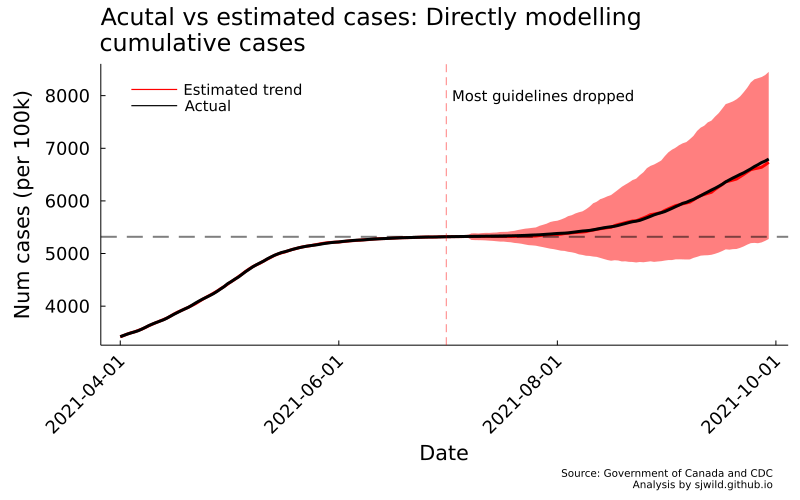 Acutal vs estimated cases: Directly modelling
cumulative cases
Num cases (per 100k)
8000
7000
6000
5000
4000
Estimated trend
Actual
Most guidelines dropped
2021-04-01
2021-06-01
2021-08-01
2021-10-01
Date
Source: Government of Canada and CDC
Analysis by sjwild.github.io